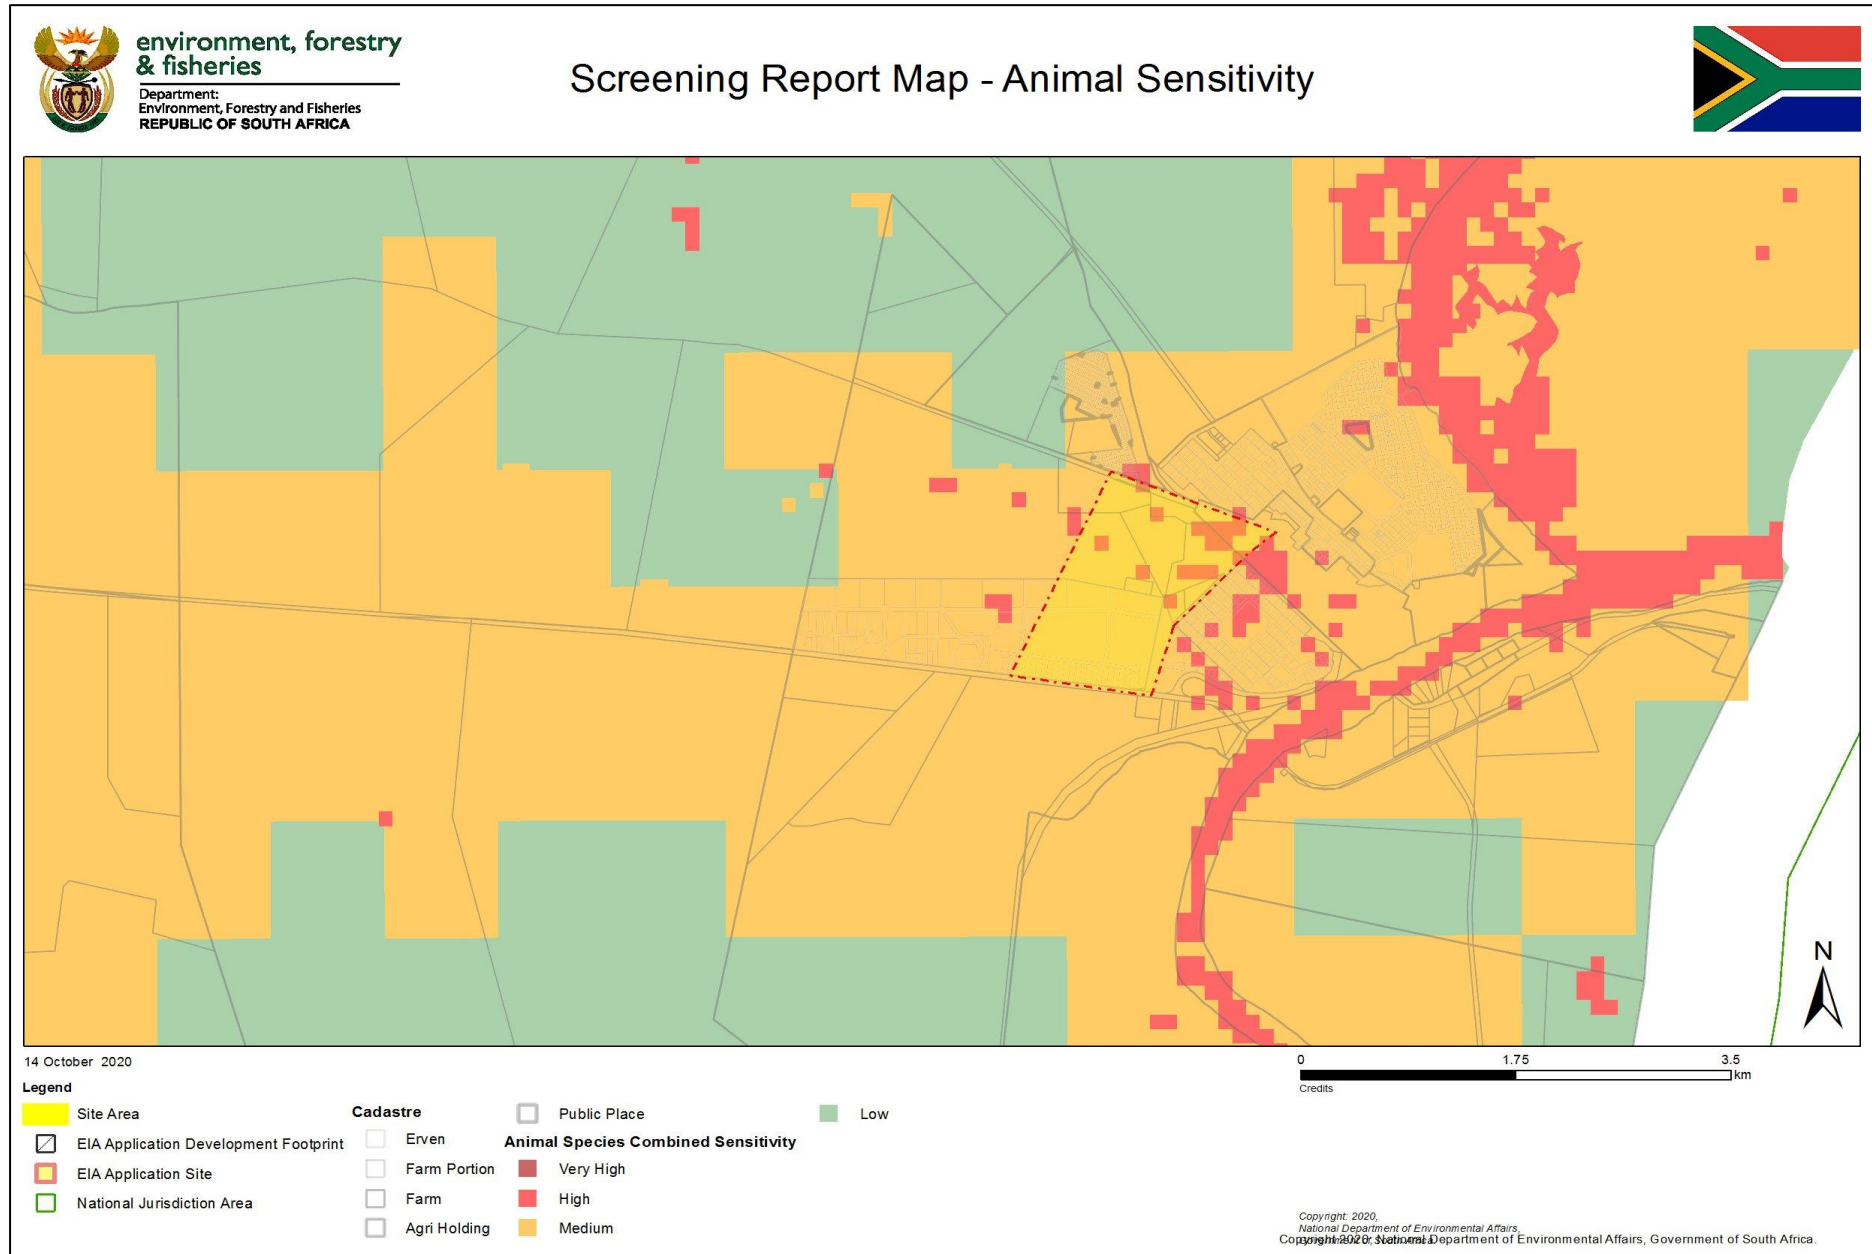 environment, forestry
& fisheries
Department:
Environment, Forestry and Fisheries
REPUBLIC OF SOUTH AFRICA
Screening Report Map - Animal Sensitivity
N
14 October 2020
0 1.75 3.5
km
Credits
Legend
Site Area
EIA Application Development Footprint
EIA Application Site
National Jurisdiction Area
Cadastre
Erven
Farm Portion
Farm
Agri Holding
Public Place
Animal Species Combined Sensitivity
Very High
High
Medium
Low
Copyright: 2020,
National Department of Environmental Affairs,
Copyright 2020, National Department of Environmental Affairs, Government of South Africa.